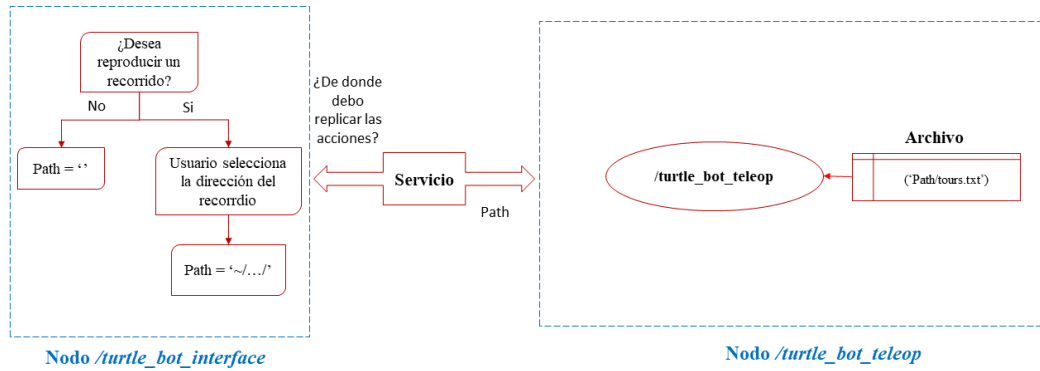 ¿Desea
reproducir un
recorrido?
No
Si
Path = ‘’
Usuario selecciona
la dirección del
recorrdio
Path = ‘~/…/’
Nodo /turtle_bot_interface
¿De donde
debo
replicar las
acciones?
Servicio
Path
/turtle_bot_teleop
Archivo
(‘Path/tours.txt’)
Nodo /turtle_bot_teleop